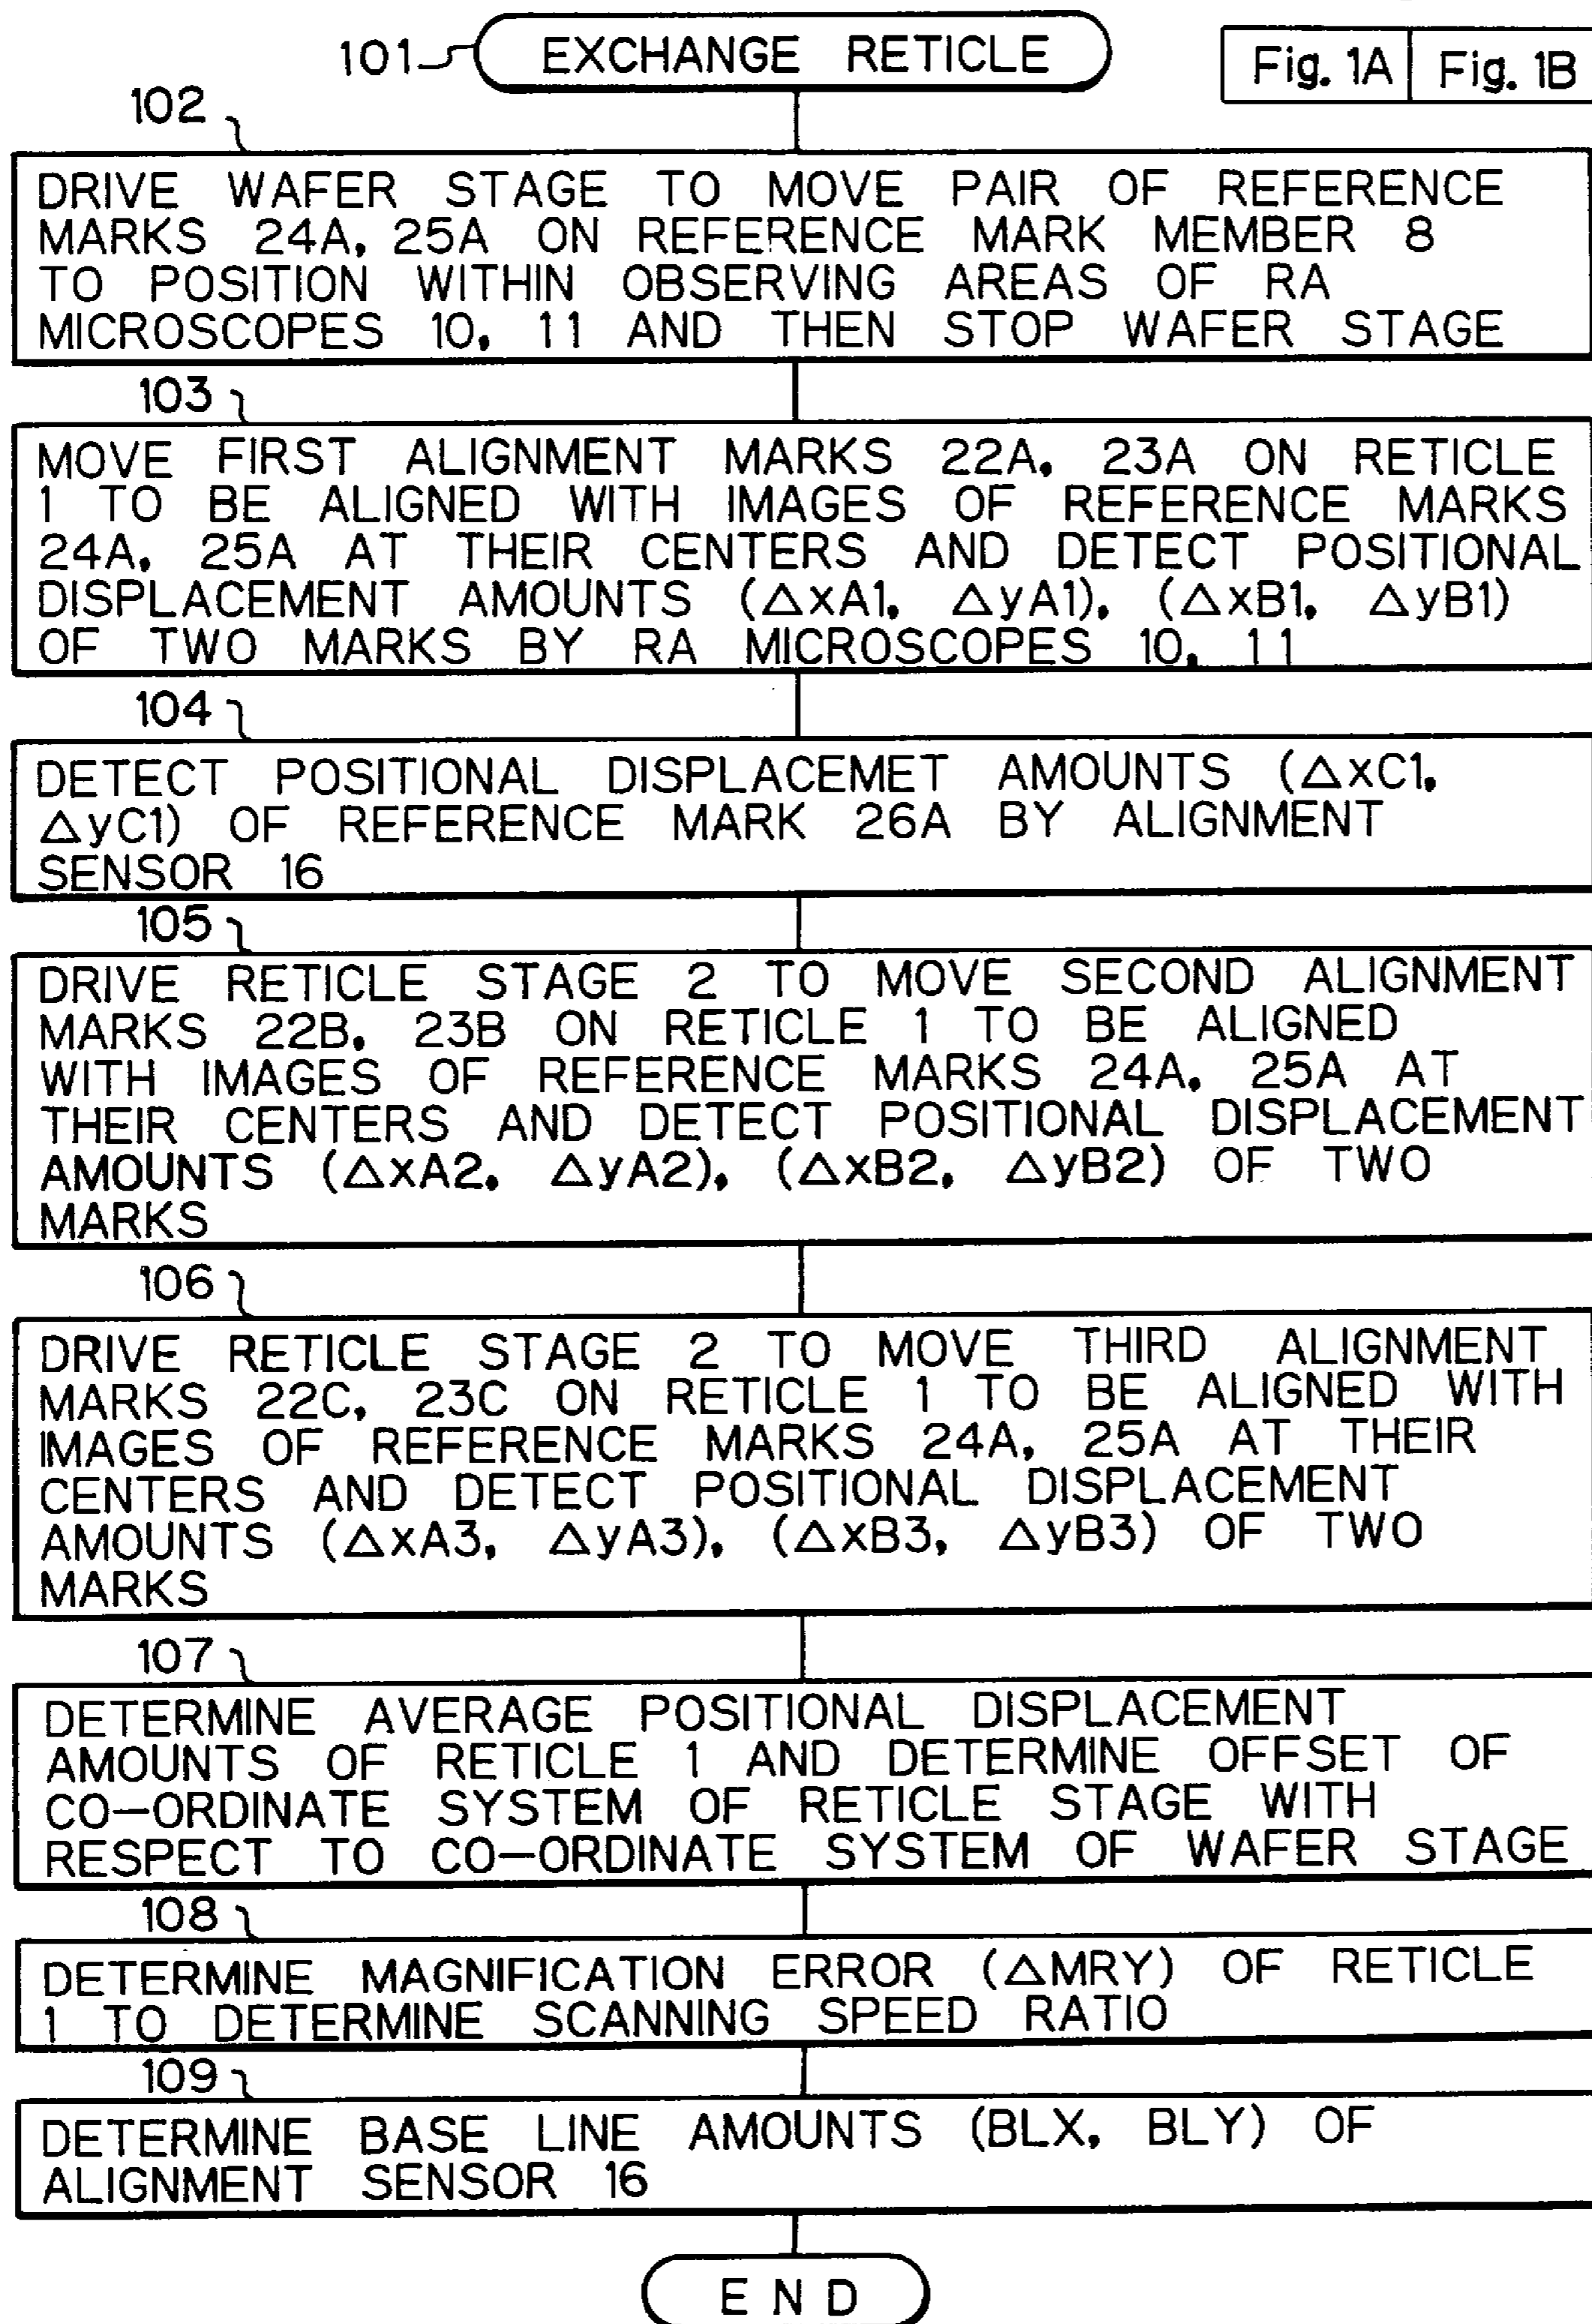 101 EXCHANGE RETICLE
Fig. 1A Fig. 1B
102
DRIVE WAFER STAGE TO MOVE PAIR OF REFERENCE
MARKS 24A, 25A ON REFERENCE MARK MEMBER 8
TO POSITION WITHIN OBSERVING AREAS OF RA
MICROSCOPES 10, 11 AND THEN STOP WAFER STAGE
103
MOVE FIRST ALIGNMENT MARKS 22A, 23A ON RETICLE
1 TO BE ALIGNED WITH IMAGES OF REFERENCE MARKS
24A, 25A AT THEIR CENTERS AND DETECT POSITIONAL
DISPLACEMENT AMOUNTS (△xA1, △yA1), (△xB1, △yB1)
OF TWO MARKS BY RA MICROSCOPES 10, 11
104
DETECT POSITIONAL DISPLACEMET AMOUNTS (△xC1,
△yC1) OF REFERENCE MARK 26A BY ALIGNMENT
SENSOR 16
105
DRIVE RETICLE STAGE 2 TO MOVE SECOND ALIGNMENT
MARKS 22B, 23B ON RETICLE 1 TO BE ALIGNED
WITH IMAGES OF REFERENCE MARKS 24A, 25A AT
THEIR CENTERS AND DETECT POSITIONAL DISPLACEMENT
AMOUNTS (△xA2, △yA2), (△xB2, △yB2) OF TWO
MARKS
106
DRIVE RETICLE STAGE 2 TO MOVE THIRD ALIGNMENT
MARKS 22C, 23C ON RETICLE 1 TO BE ALIGNED WITH
IMAGES OF REFERENCE MARKS 24A, 25A AT THEIR
CENTERS AND DETECT POSITIONAL DISPLACEMENT
AMOUNTS (△xA3, △yA3), (△xB3, △yB3) OF TWO
MARKS
107
DETERMINE AVERAGE POSITIONAL DISPLACEMENT
AMOUNTS OF RETICLE 1 AND DETERMINE OFFSET OF
CO-ORDINATE SYSTEM OF RETICLE STAGE WITH
RESPECT TO CO-ORDINATE SYSTEM OF WAFER STAGE
108
DETERMINE MAGNIFICATION ERROR (△MRY) OF RETICLE
1 TO DETERMINE SCANNING SPEED RATIO
109
DETERMINE BASE LINE AMOUNTS (BLX, BLY) OF
ALIGNMENT SENSOR 16
END